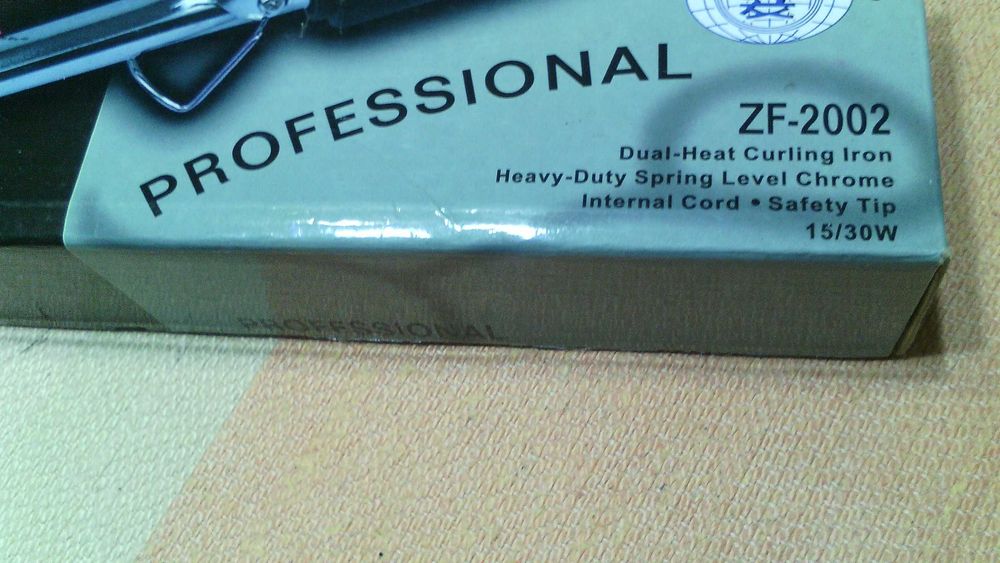 PROFESSIONAL
ZF-2002
Dual-Heat Curling Iron
Heavy-Duty Spring Level Chrome
Internal Cord • Safety Tip
15/30W
PROFESSIONAL